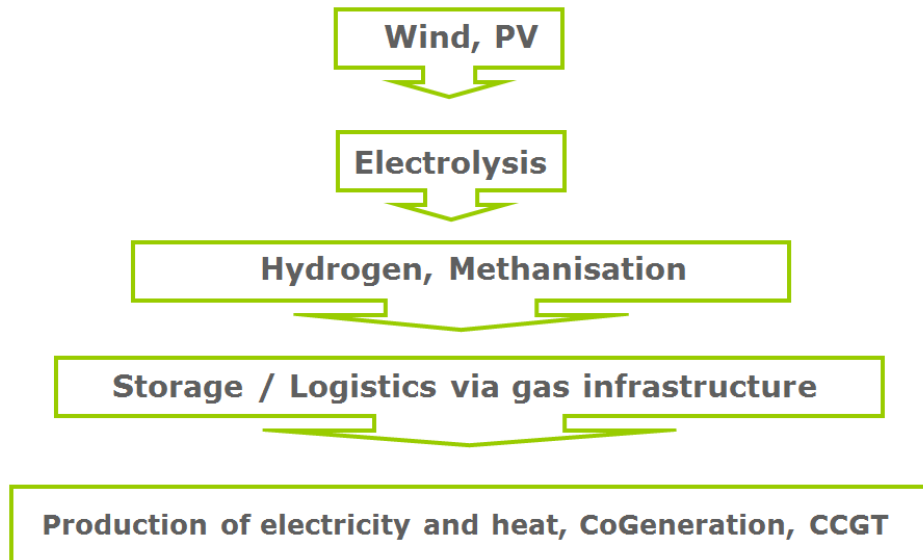 Wind, PV
Electrolysis
Hydrogen, Methanisation
Storage / Logistics via gas infrastructure
Production of electricity and heat, CoGeneration, CCGT